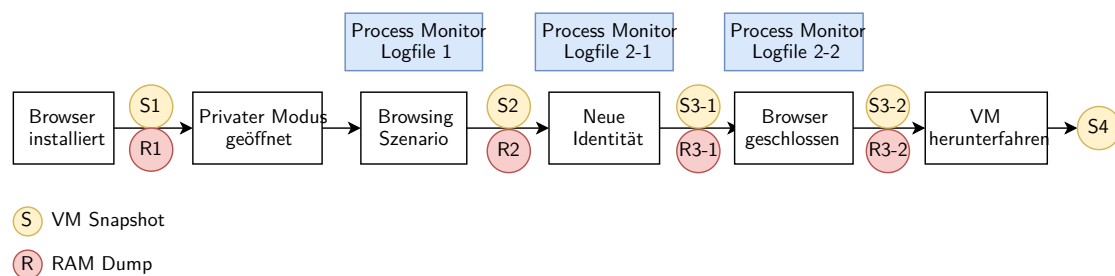 Process Monitor
Logfile 1
Process Monitor
Logfile 2-1
Process Monitor
Logfile 2-2
Browser
installiert
S1
R1
Privater Modus
geöffnet
Browsing
Szenario
S2
R2
Neue
Identität
S3-1
R3-1
Browser
geschlossen
S3-2
R3-2
VM
herunterfahren
S4
S VM Snapshot
R RAM Dump